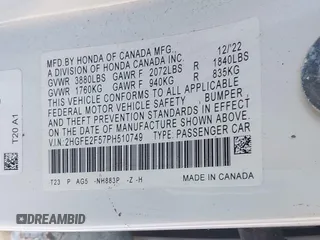 MFD.BY HONDA OF CANADA MFG., 12/'22
A DIVISION OF HONDA CANADA INC.
GVWR 3880LBS GAWR F 2072LBS R 1840LBS
GVWR 1760KG GAWR F 940KG R 835KG
THIS VEHICLE CONFORMS TO ALL APPLICABLE
FEDERAL MOTOR VEHICLE SAFETY, BUMPER,
AND THEFT PREVENTION STANDARDS IN EFFECT
ON THE DATE OF MANUFACTURE SHOWN ABOVE.
V.I.N: 2HGFE2F57PH510749 TYPE: PASSENGER CAR
T23 P AG5 -NH883P -Z -H
MADE IN CANADA
T20 A1
DREAMBID